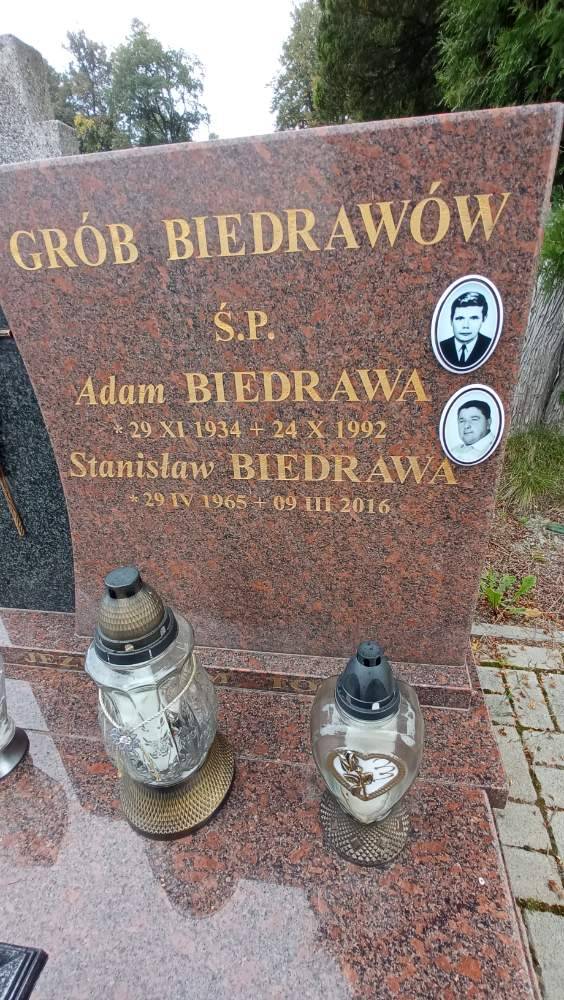 GRÓB BIEDRAWÓW
Ś.P.
Adam BIEDRAWA
* 29 XI 1934 + 24 X 1992
Stanisław BIEDRAWA
* 29 IV 1965 + 09 III 2016